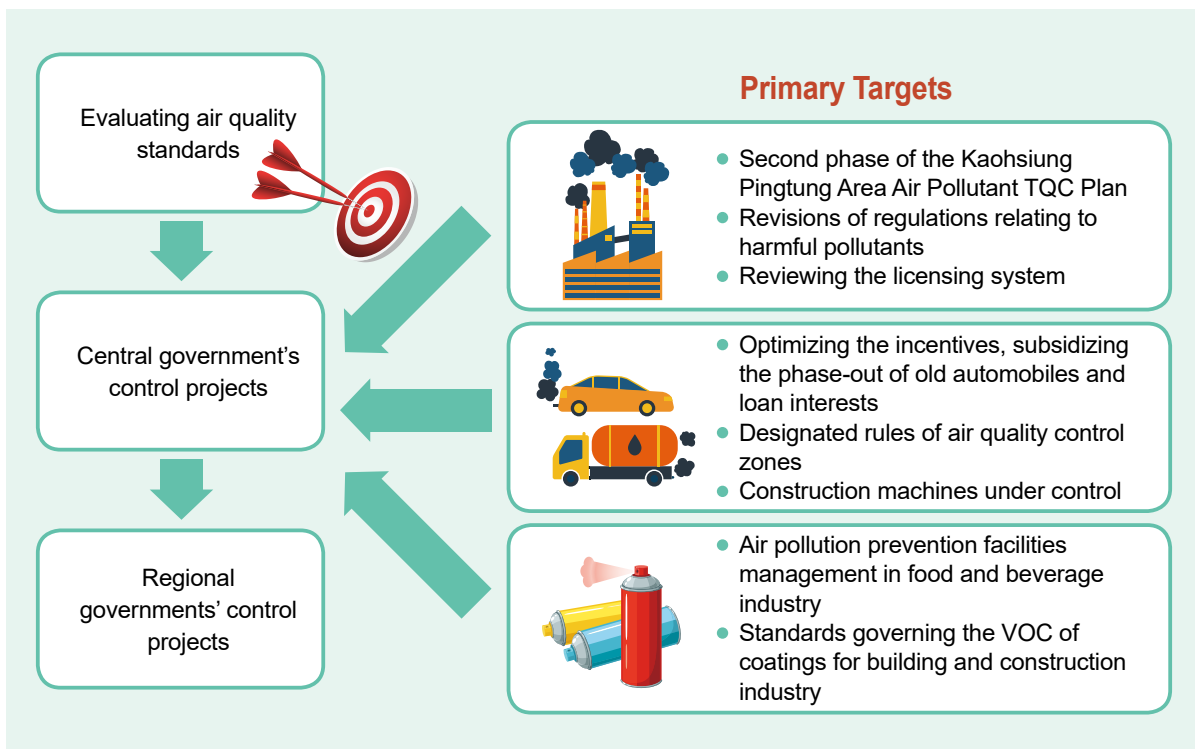 Evaluating air quality
standards
Central government's
control projects
Regional
governments' control
projects
Primary Targets
Second phase of the Kaohsiung
Pingtung Area Air Pollutant TQC Plan
Revisions of regulations relating to
harmful pollutants
Reviewing the licensing system
Optimizing the incentives, subsidizing
the phase-out of old automobiles and
loan interests
Designated rules of air quality control
zones
Construction machines under control
Air pollution prevention facilities
management in food and beverage
industry
Standards governing the VOC of
coatings for building and construction
industry